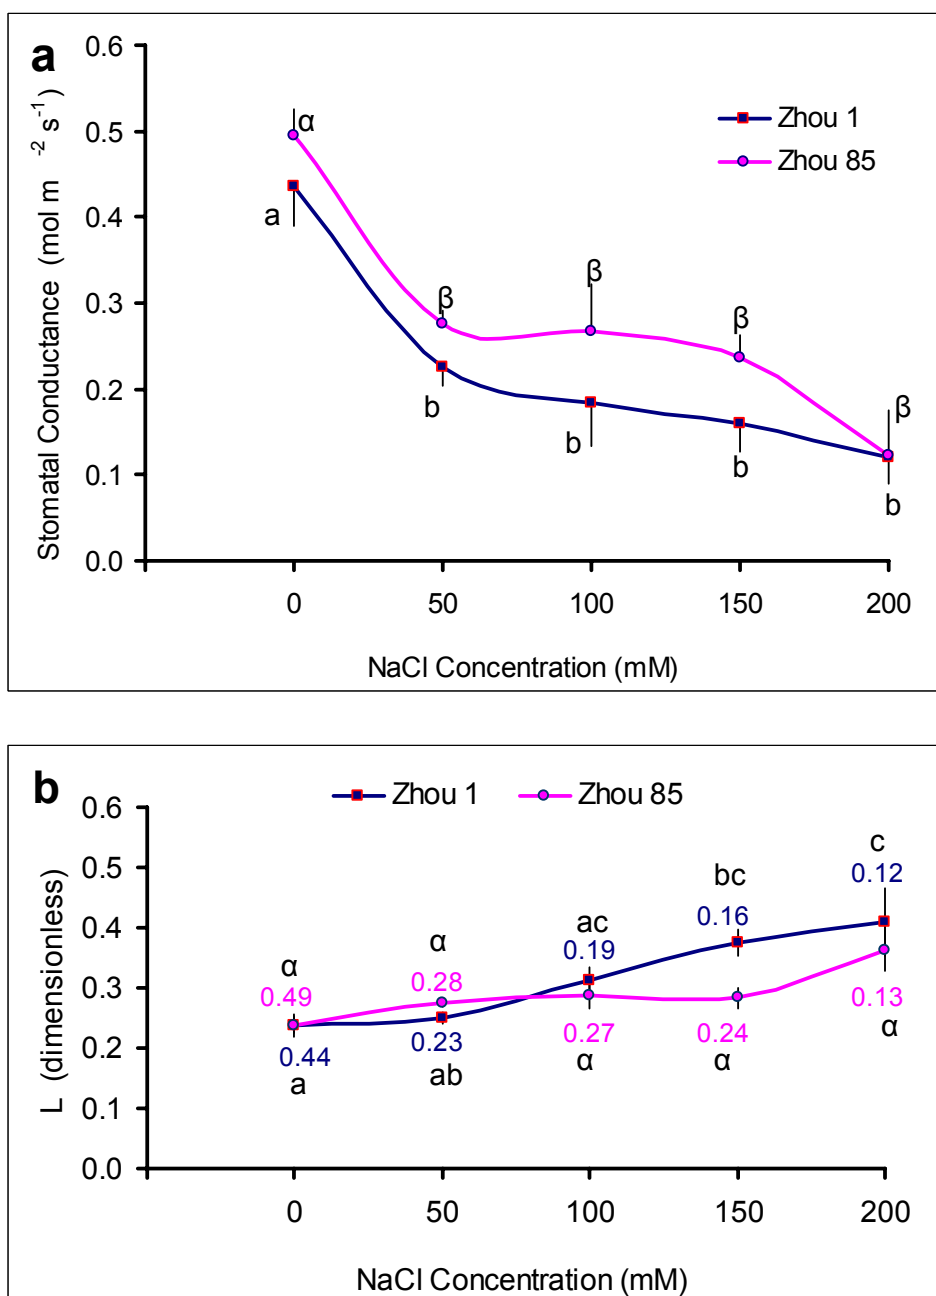 a
0.6
0.5
0.4
0.3
0.2
0.1
0.0
Stomatal Conductance (mol m⁻² s⁻¹)
Zhou 1
Zhou 85
α
a
β
b
β
b
β
b
β
b
0 50 100 150 200
NaCl Concentration (mM)
b
Zhou 1 Zhou 85
0.6
0.5
0.4
0.3
0.2
0.1
0.0
L (dimensionless)
c
0.12
bc
0.16
ac
0.19
α
0.28
α
0.49
0.44
a
0.23
ab
0.27
α
0.24
α
0.13
α
0 50 100 150 200
NaCl Concentration (mM)